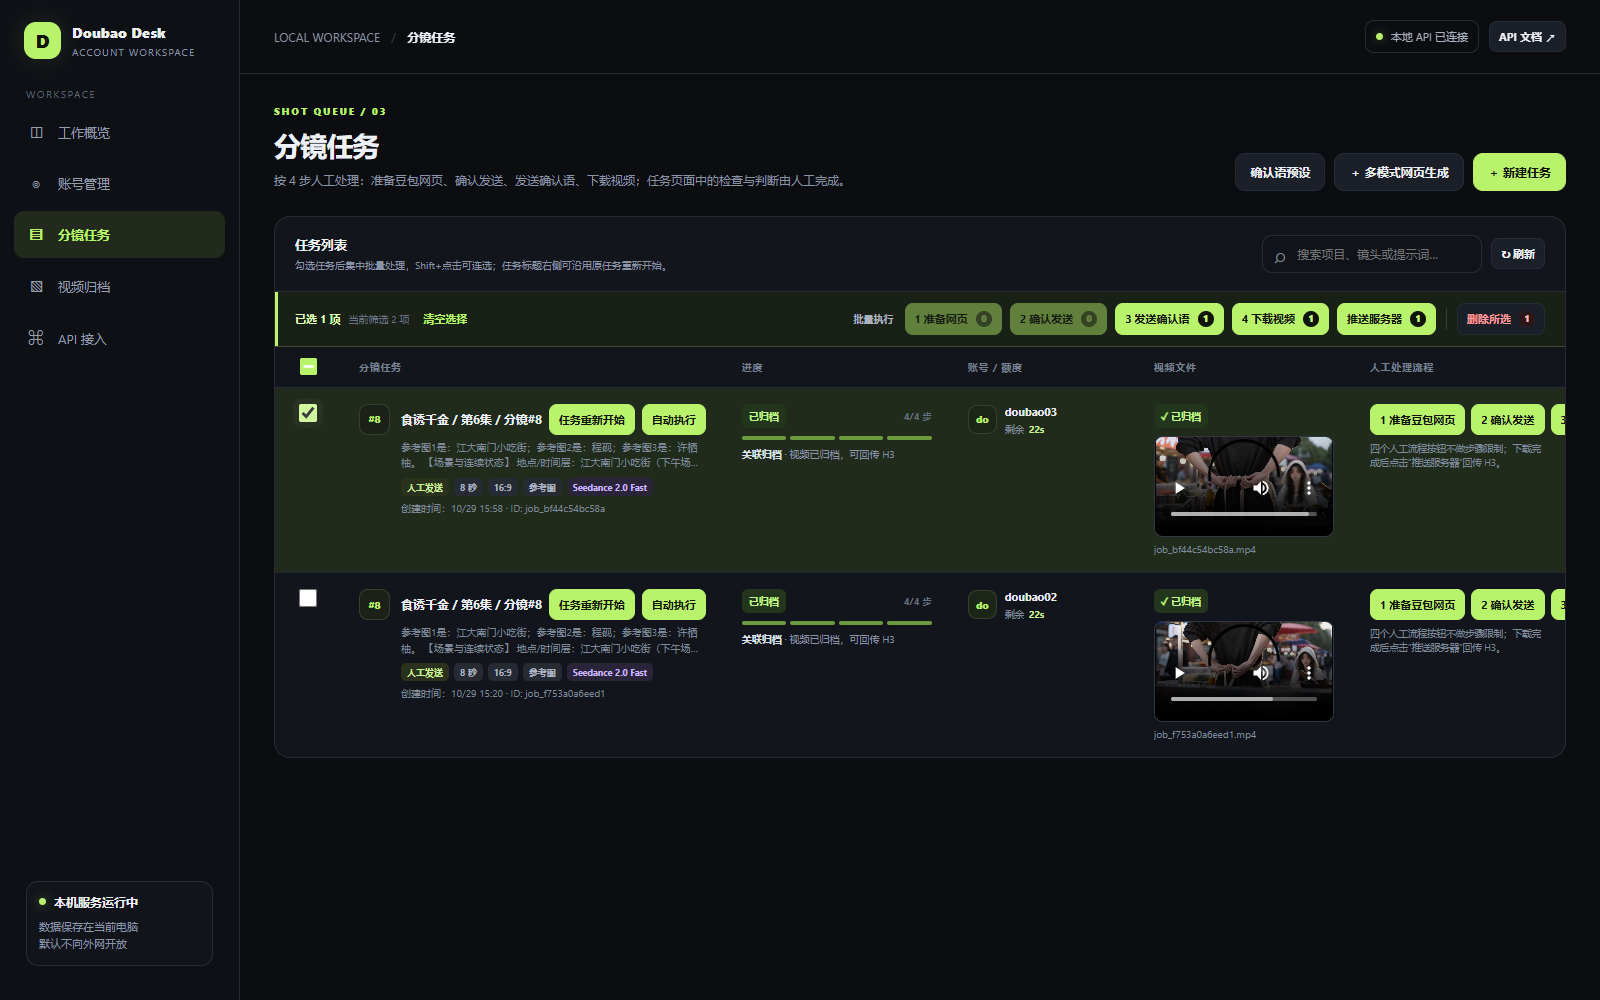 D
Doubao Desk
ACCOUNT WORKSPACE
WORKSPACE
工作概览
账号管理
分镜任务
视频归档
API 接入
本机服务运行中
数据保存在当前电脑
默认不向外网开放
LOCAL WORKSPACE / 分镜任务
本地 API 已连接
API 文档 ↗
SHOT QUEUE / 03
分镜任务
按 4 步人工处理：准备豆包网页、确认发送、发送确认语、下载视频；任务页面中的检查与判断由人工完成。
确认语预设
+ 多模式网页生成
+ 新建任务
任务列表
勾选任务后集中批量处理，Shift+点击可连选；任务标题右侧可沿用原任务重新开始。
搜索项目、镜头或提示词...
↻ 刷新
已选 1 项 当前筛选 2 项 清空选择
批量执行
1 准备网页 0
2 确认发送 0
3 发送确认语 1
4 下载视频 1
推送服务器 1
删除所选 1
分镜任务 进度 账号 / 额度 视频文件 人工处理流程
#8
食诱千金 / 第6集 / 分镜#8 任务重新开始 自动执行
参考图1是：江大南门小吃街；参考图2是：程砚；参考图3是：许栖
柚。 【场景与连续状态】 地点/时间层：江大南门小吃街（下午场...
人工发送 8 秒 16:9 参考图 Seedance 2.0 Fast
创建时间：10/29 15:58 · ID: job_bf44c54bc58a
已归档 4/4 步
关联归档 · 视频已归档，可回传 H3
do
doubao03
剩余 22s
✓ 已归档
job_bf44c54bc58a.mp4
1 准备豆包网页 2 确认发送 3
四个人工流程按钮不做步骤限制；下载完
成后点击“推送服务器”回传 H3。
#8
食诱千金 / 第6集 / 分镜#8 任务重新开始 自动执行
参考图1是：江大南门小吃街；参考图2是：程砚；参考图3是：许栖
柚。 【场景与连续状态】 地点/时间层：江大南门小吃街（下午场...
人工发送 8 秒 16:9 参考图 Seedance 2.0 Fast
创建时间：10/29 15:20 · ID: job_f753a0a6eed1
已归档 4/4 步
关联归档 · 视频已归档，可回传 H3
do
doubao02
剩余 22s
✓ 已归档
job_f753a0a6eed1.mp4
1 准备豆包网页 2 确认发送 3
四个人工流程按钮不做步骤限制；下载完
成后点击“推送服务器”回传 H3。